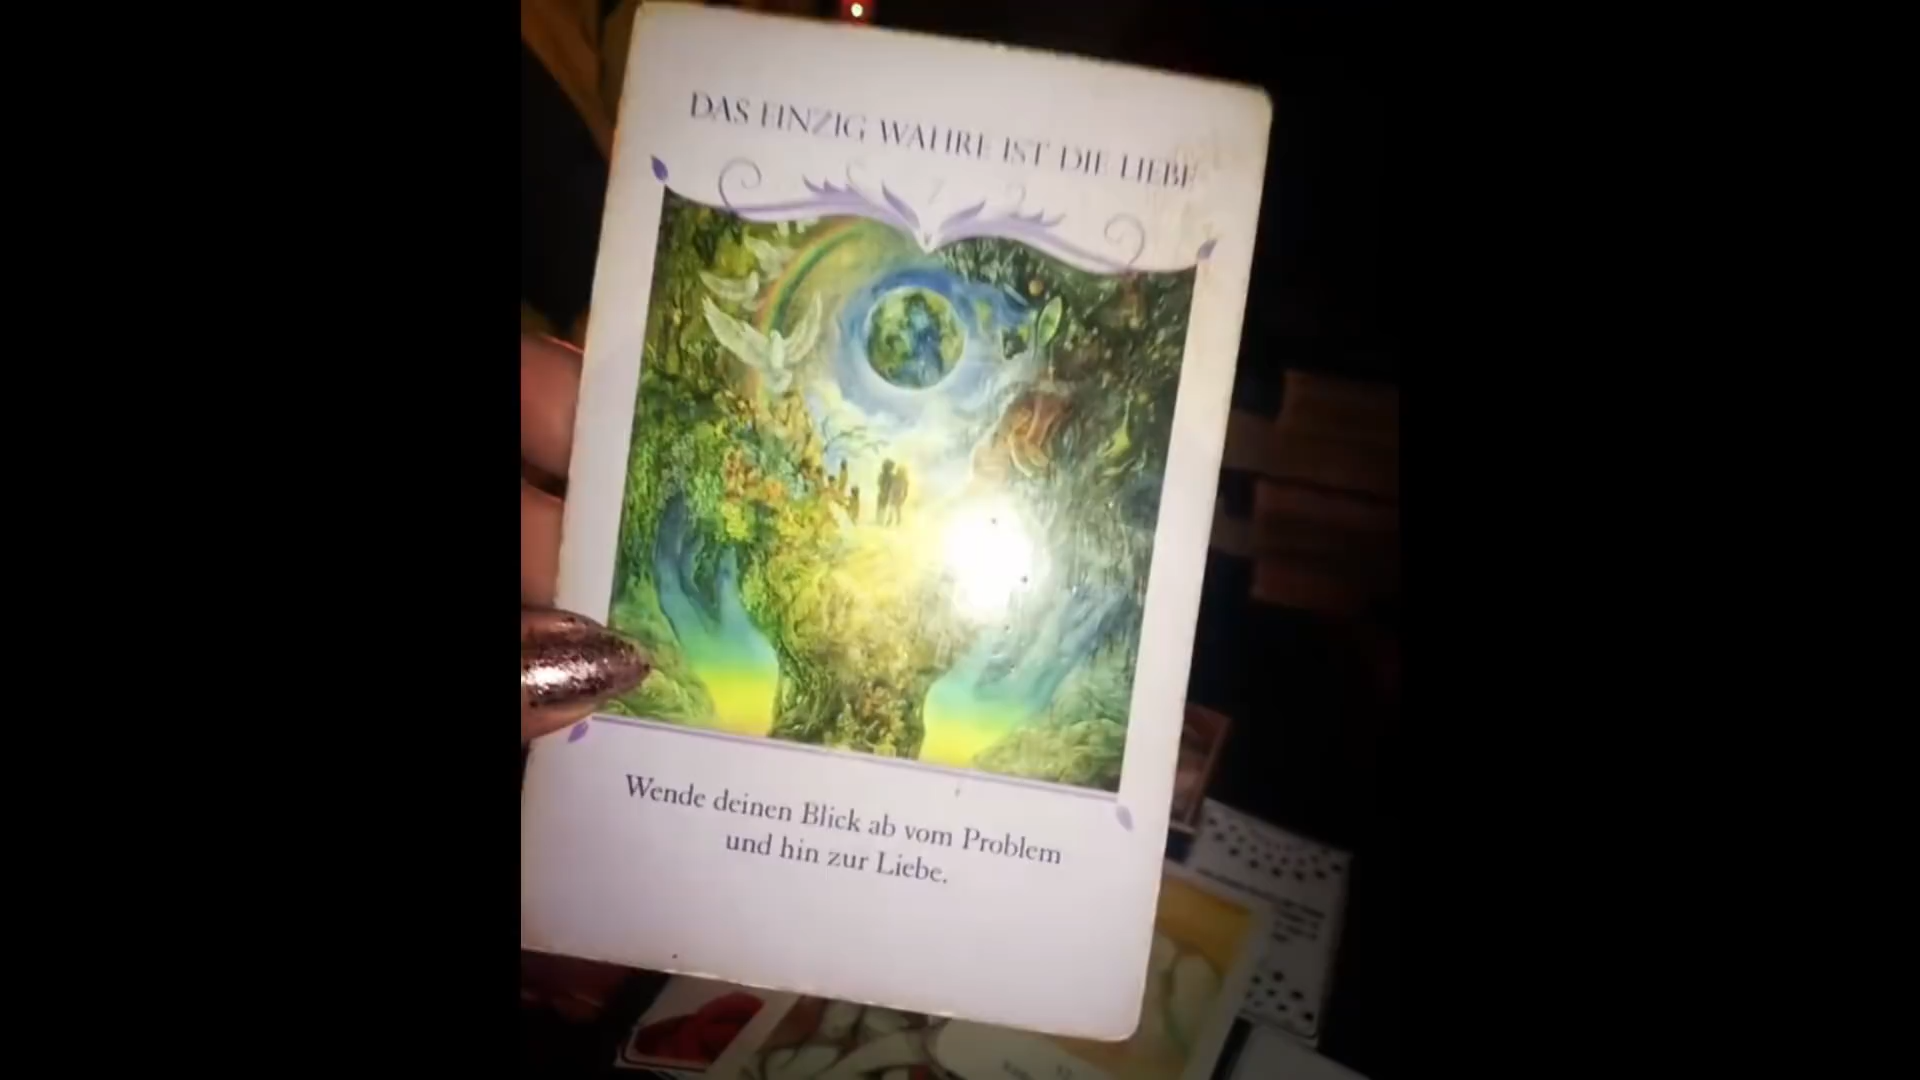 DAS EINZIG WAHRE IST DIE LIEBE
Wende deinen Blick ab vom Problem
und hin zur Liebe.